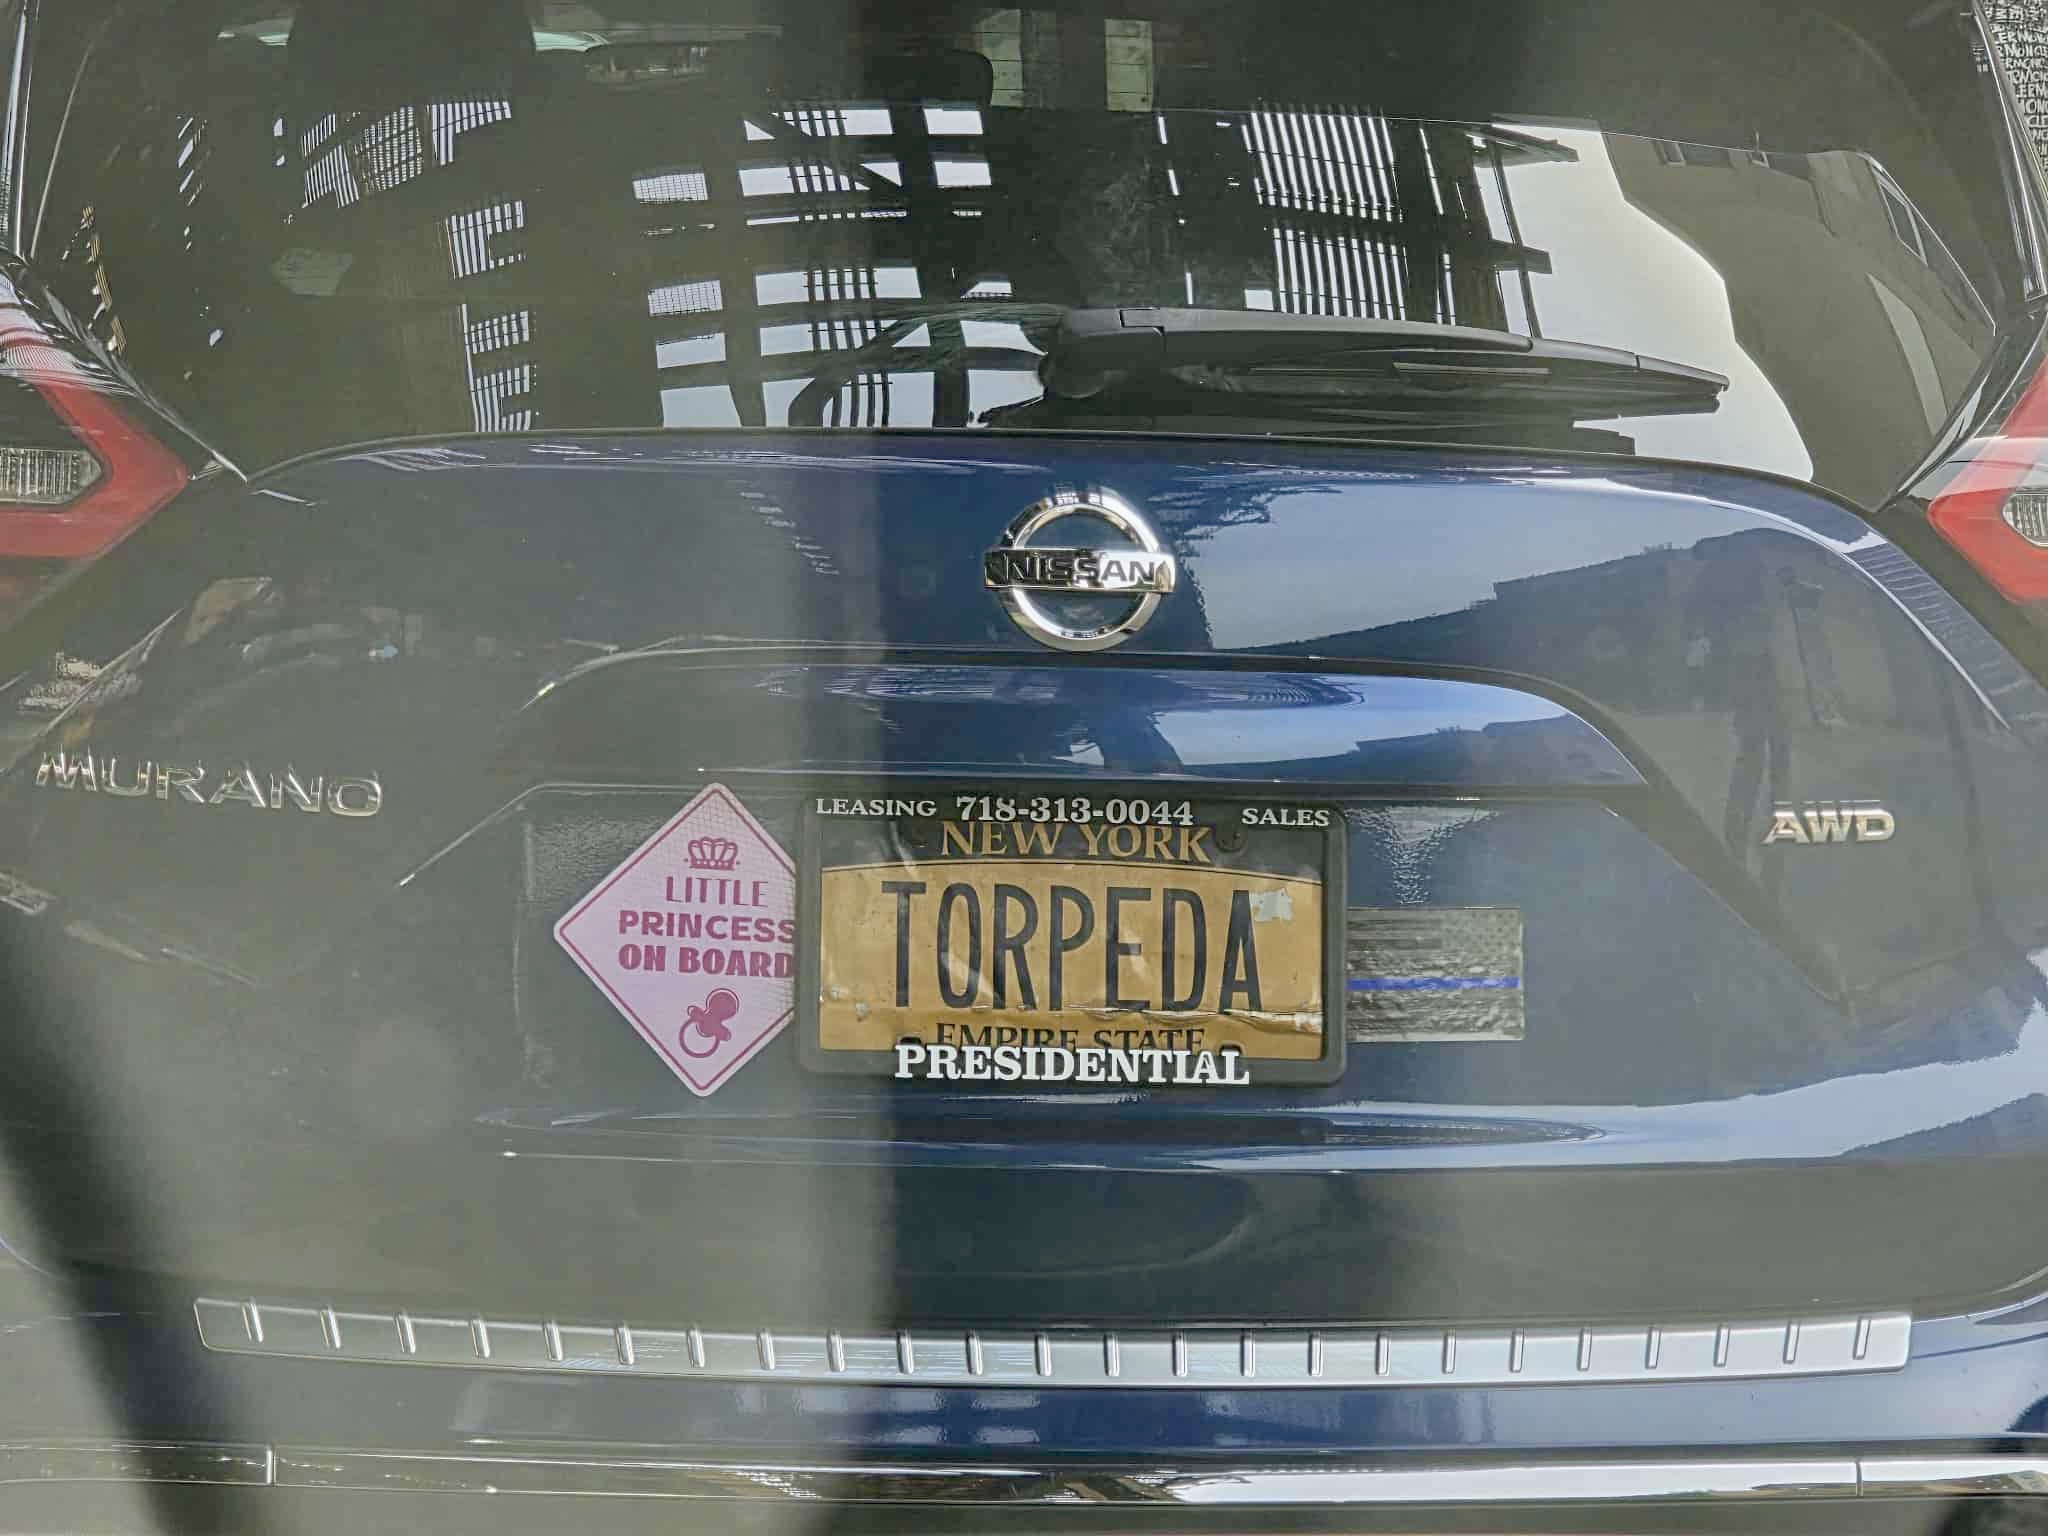 NISSAN
MURANO
AWD
LEASING 718-313-0044 SALES
NEW YORK
TORPEDA
EMPIRE STATE
PRESIDENTIAL
LITTLE
PRINCESS
ON BOARD